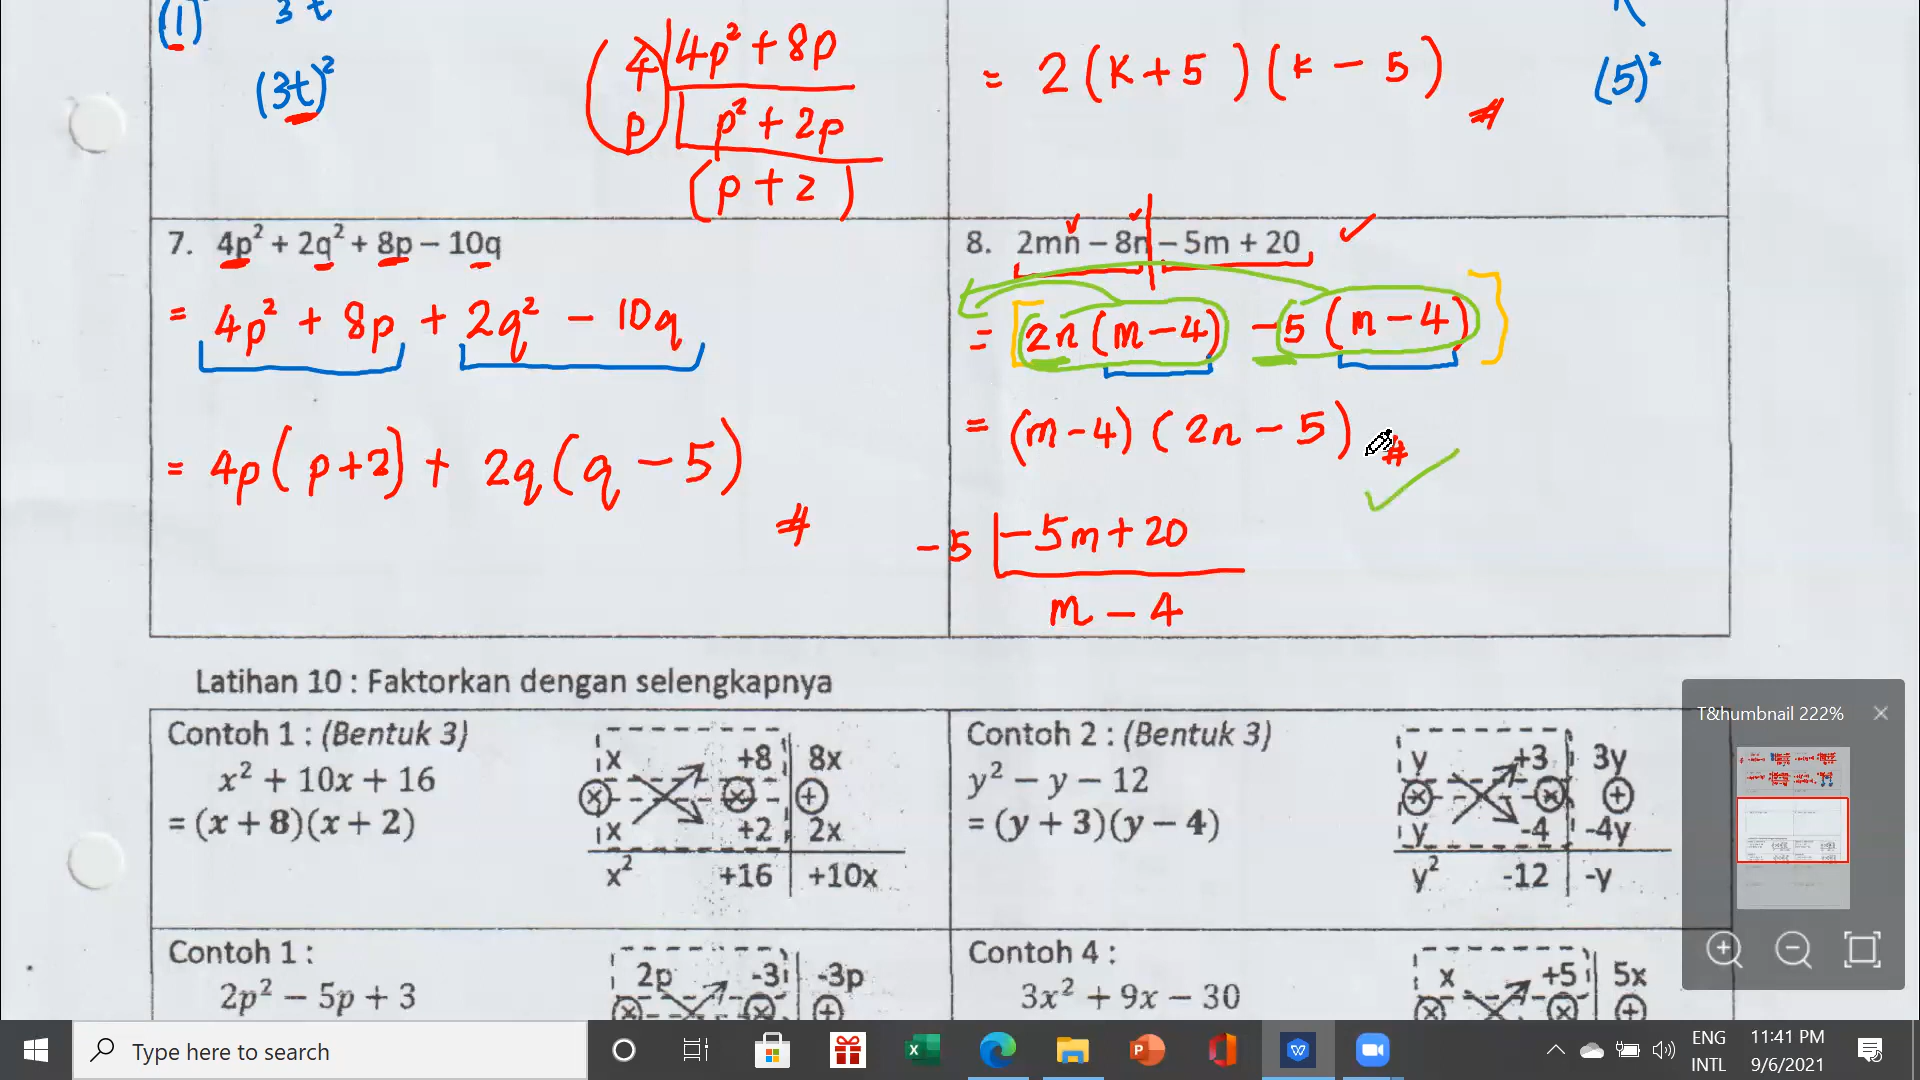 (1)² 3t
(3t)²
4 | 4p² + 8p
p | p² + 2p
(p + 2)
= 2 (K + 5) (K - 5) #
(5)²
7. 4p² + 2q² + 8p – 10q
= 4p² + 8p + 2q² - 10q
= 4p (p+2) + 2q (q - 5) #
8. 2mn – 8n – 5m + 20 ✓
= [2n (m - 4) - 5 (m - 4)]
= (m - 4) (2n - 5) #
-5 | -5m + 20
m - 4
Latihan 10 : Faktorkan dengan selengkapnya
Contoh 1 : (Bentuk 3)
x² + 10x + 16
= (x + 8)(x + 2)
x +8 8x
x +2 2x
x² +16 +10x
Contoh 2 : (Bentuk 3)
y² − y − 12
= (y + 3)(y − 4)
y +3 3y
y -4 -4y
y² -12 -y
Contoh 1 :
2p² − 5p + 3
2p -3 -3p
Contoh 4 :
3x² + 9x − 30
x +5 5x
T&humbnail 222%
Type here to search
ENG
INTL
11:41 PM
9/6/2021